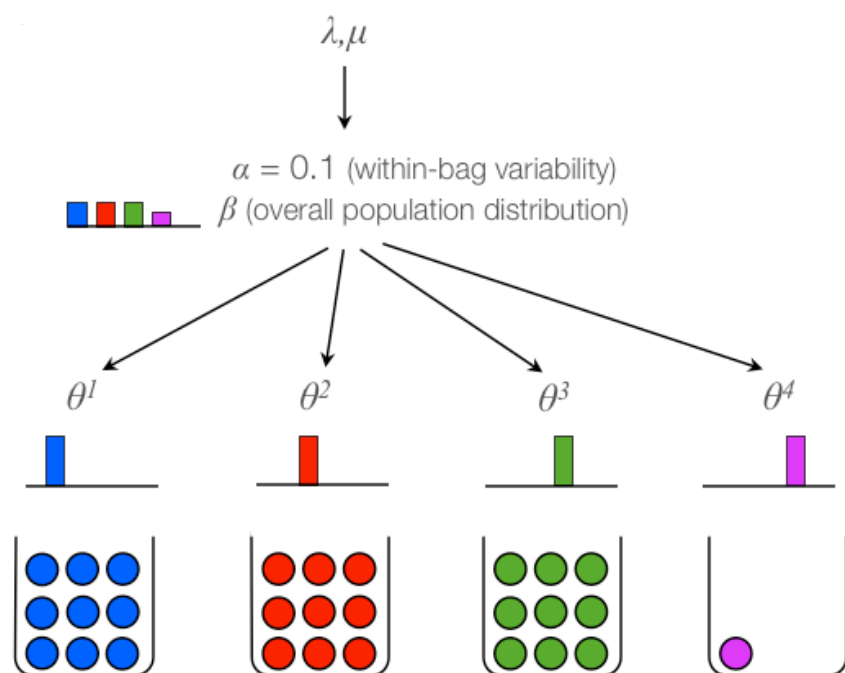 λ,μ
α = 0.1 (within-bag variability)
β (overall population distribution)
θ¹ θ² θ³ θ⁴